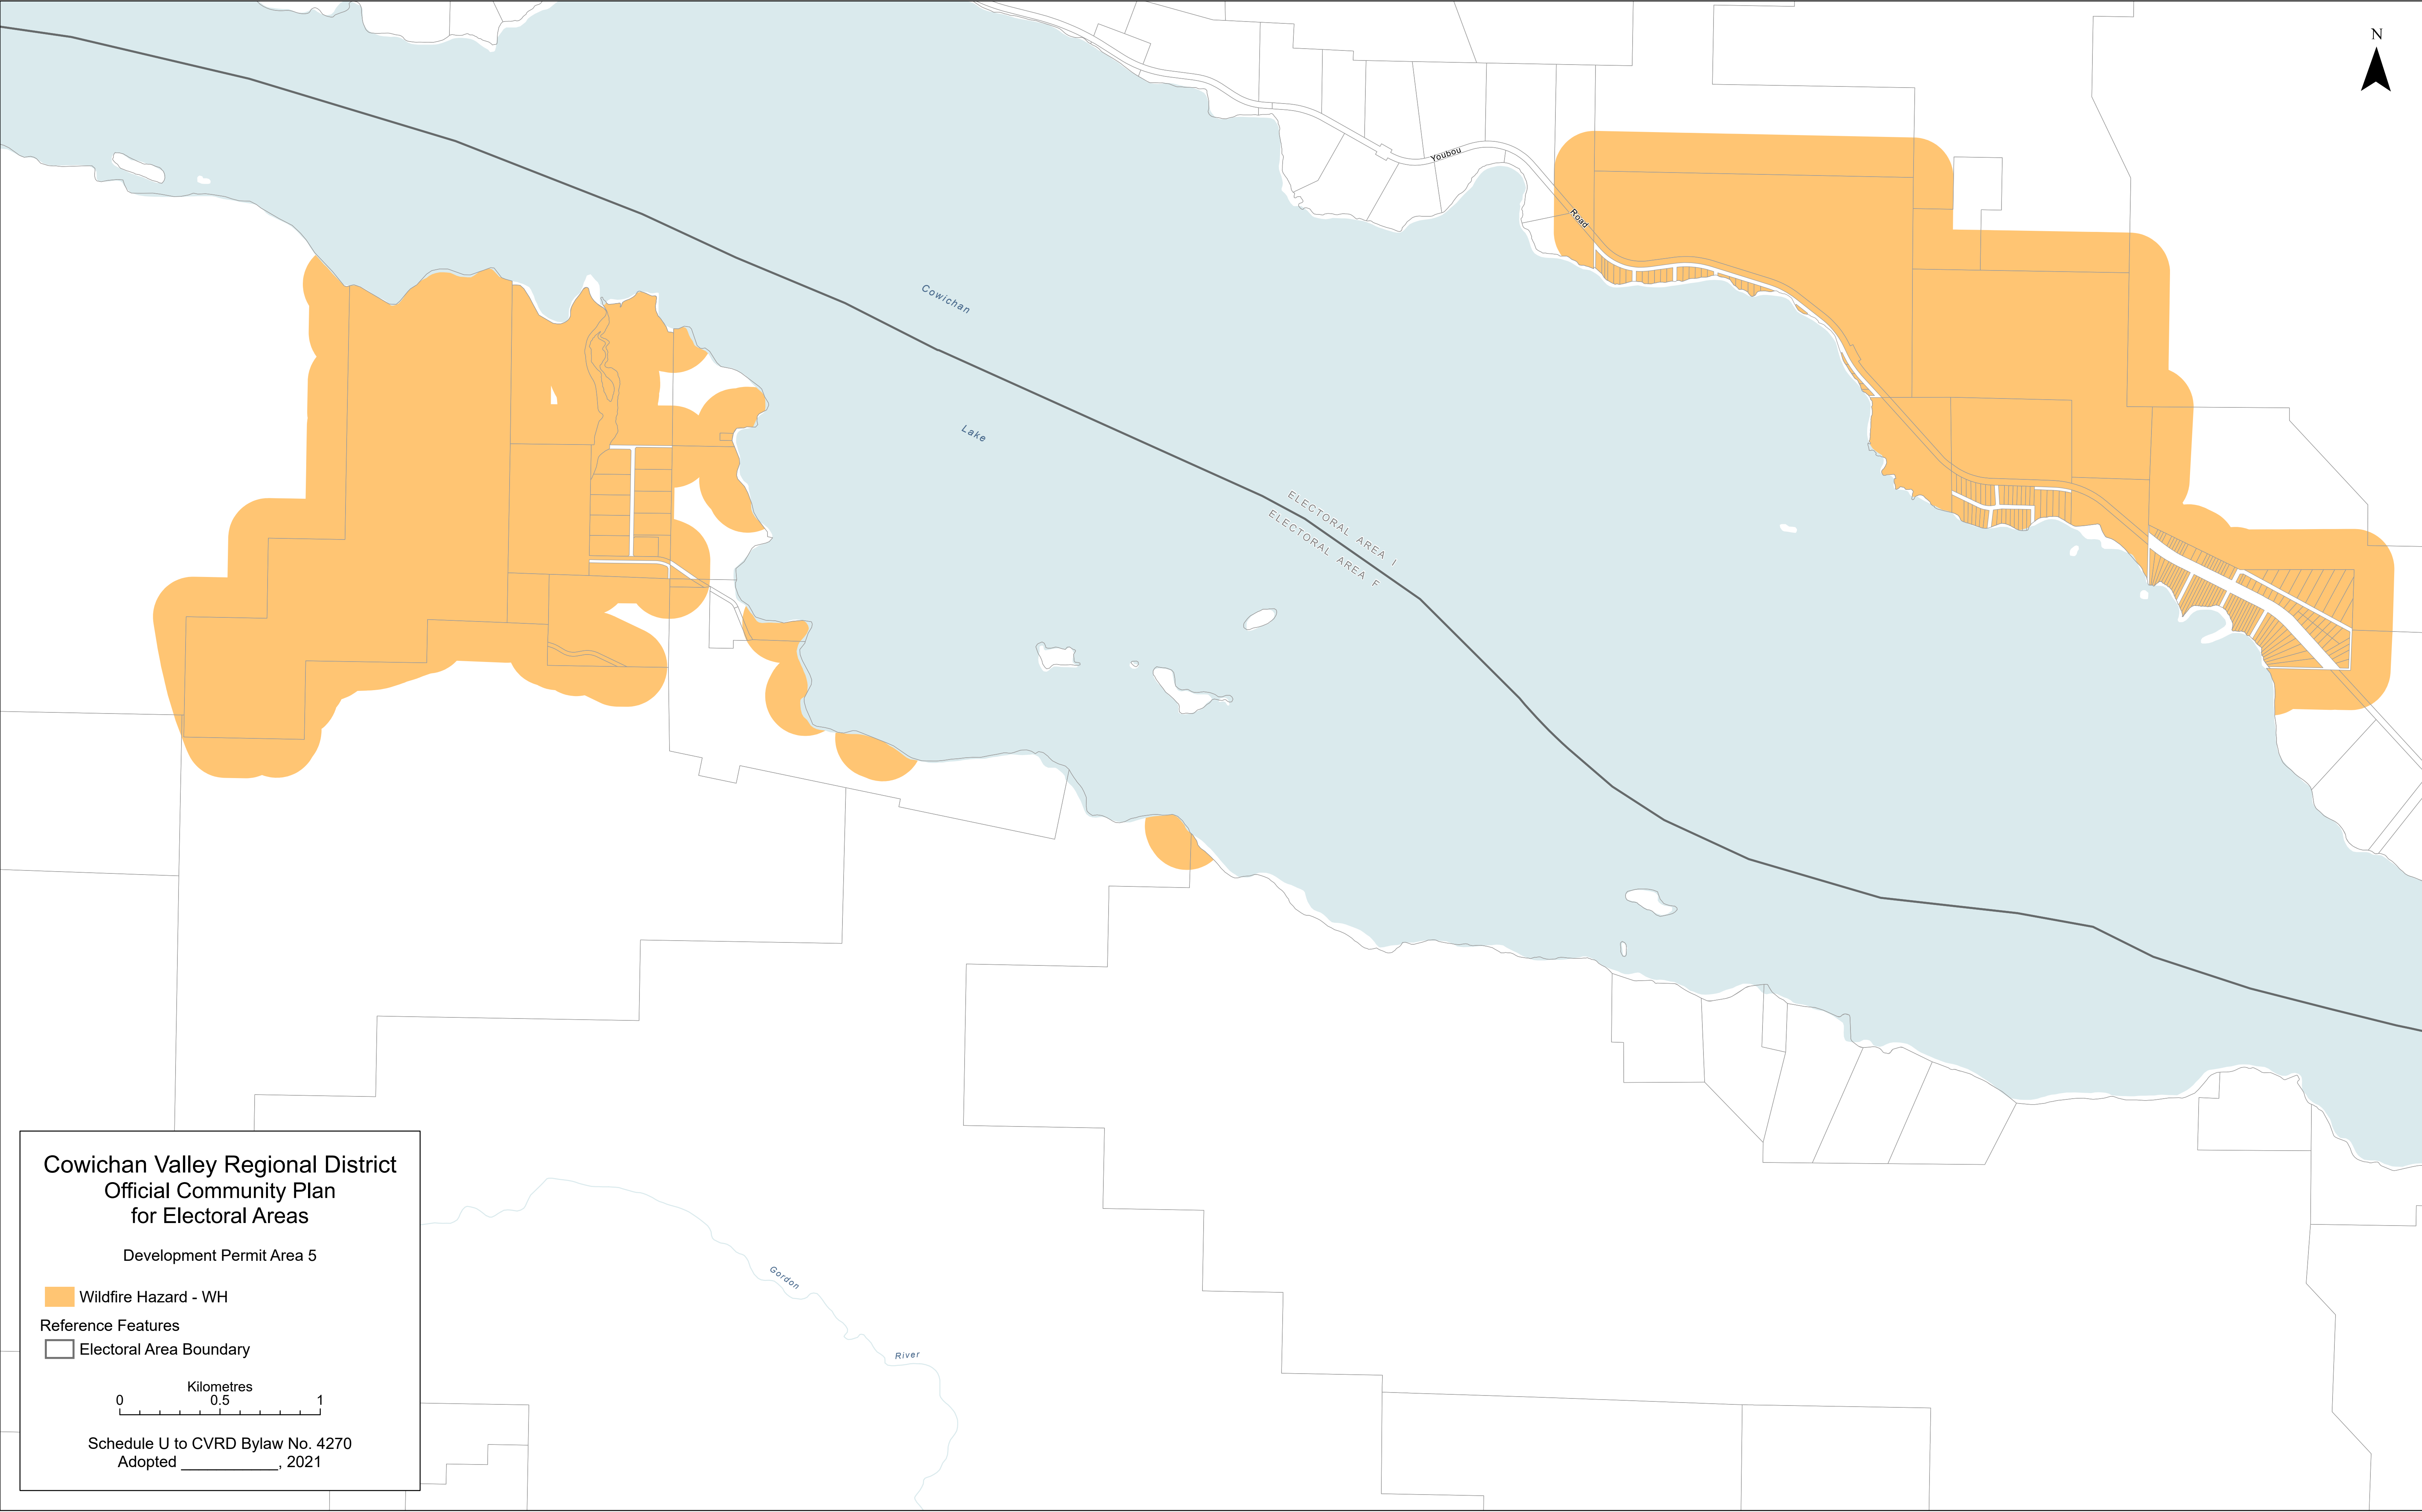 N
Youbou
Road
Cowichan
Lake
ELECTORAL AREA I
ELECTORAL AREA F
Gordon
River
Cowichan Valley Regional District
Official Community Plan
for Electoral Areas
Development Permit Area 5
Wildfire Hazard - WH
Reference Features
Electoral Area Boundary
Kilometres
0 0.5 1
Schedule U to CVRD Bylaw No. 4270
Adopted ___________, 2021